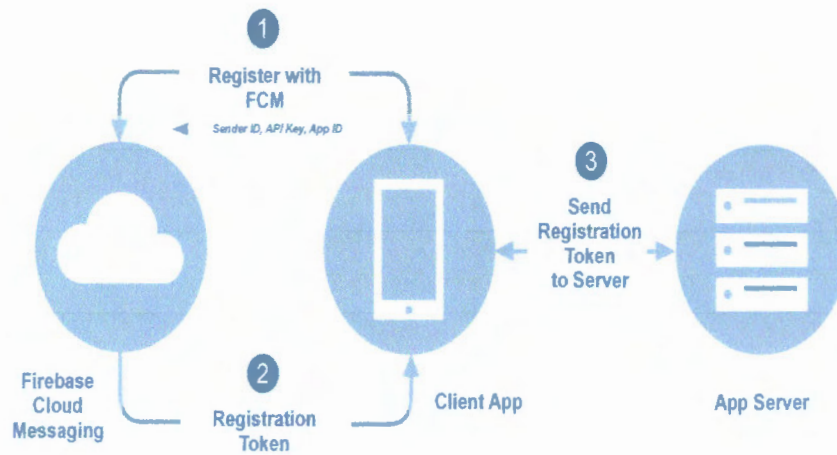 1
Register with
FCM
Sender ID, API Key, App ID
3
Send
Registration
Token
to Server
2
Firebase
Cloud
Messaging
Registration
Token
Client App
App Server